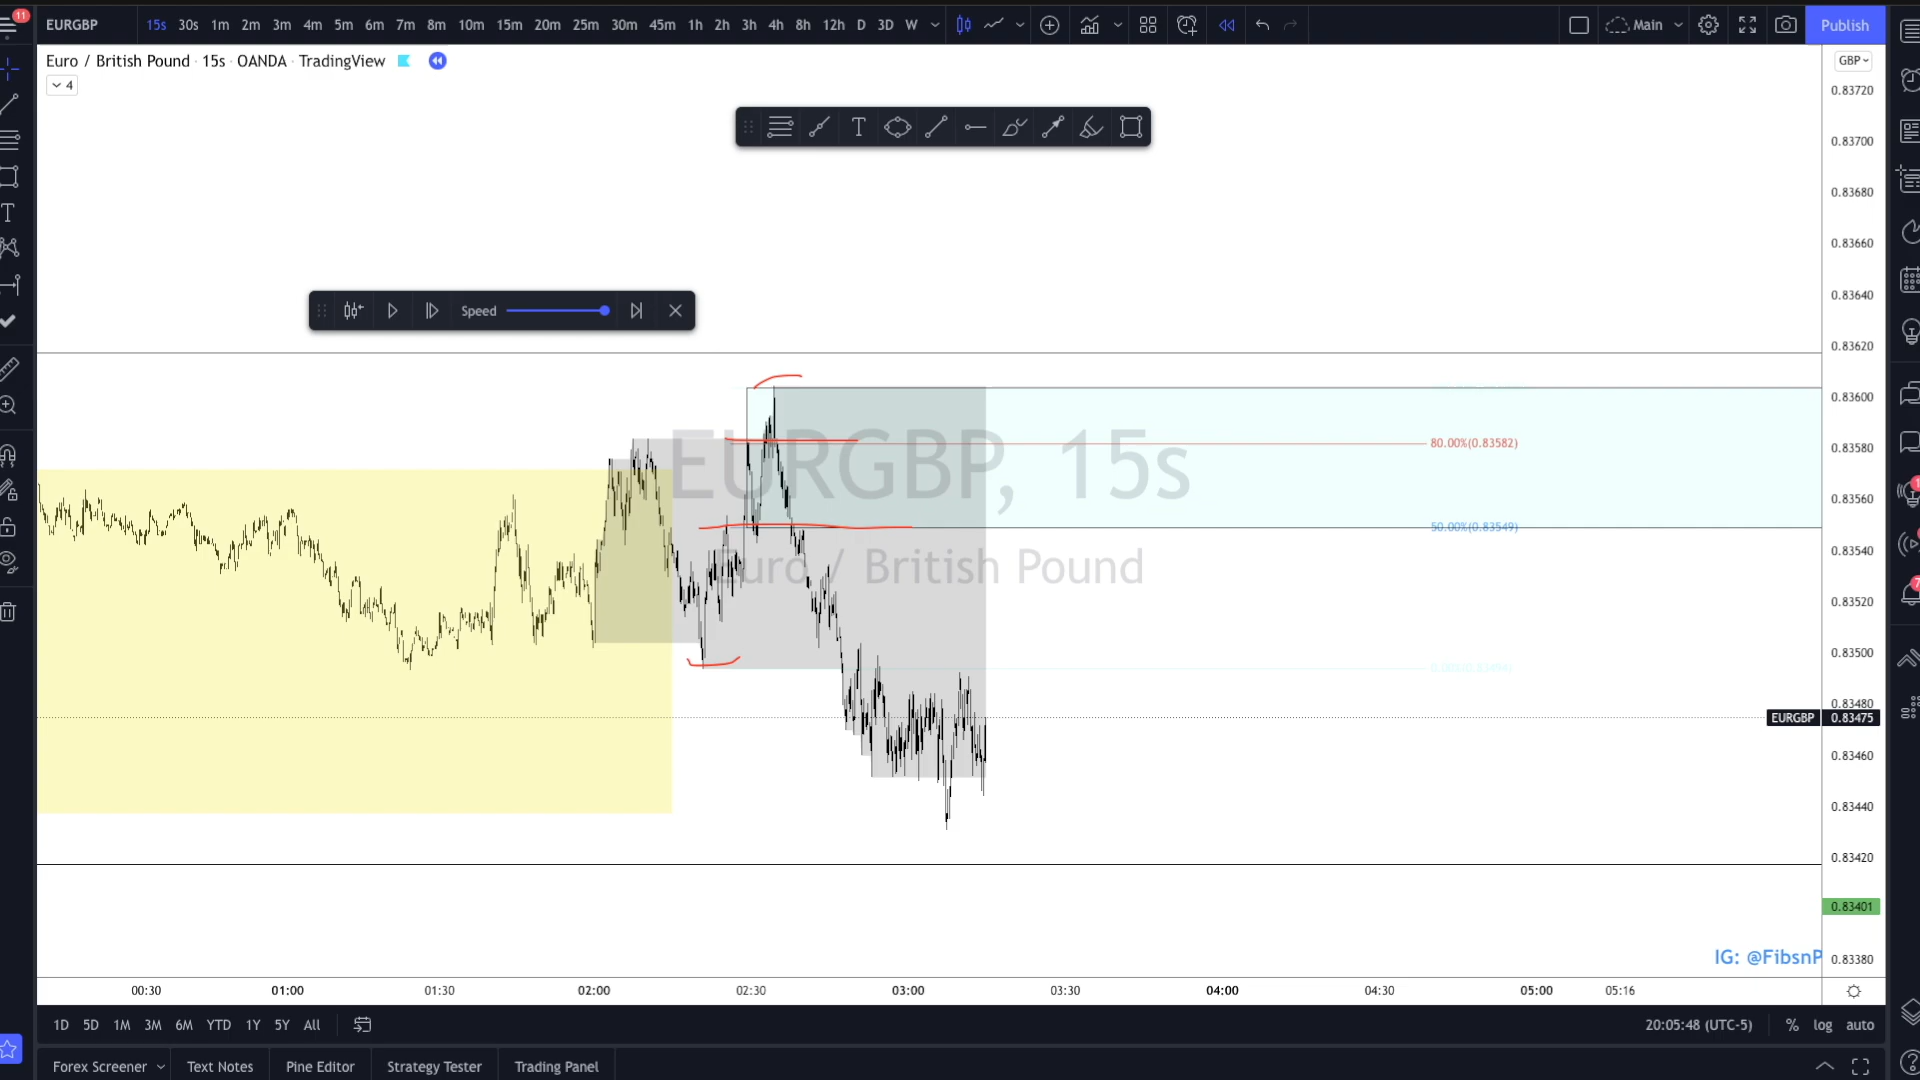 11
EURGBP
15s 30s 1m 2m 3m 4m 5m 6m 7m 8m 10m 15m 20m 25m 30m 45m 1h 2h 3h 4h 8h 12h D 3D W
Main
Publish
Euro / British Pound · 15s · OANDA · TradingView
4
GBP
0.83720
0.83700
0.83680
0.83660
0.83640
Speed
0.83620
0.83600
80.00%(0.83582)
0.83580
EURGBP, 15s
0.83560
50.00%(0.83549)
0.83540
Euro / British Pound
0.83520
0.83500
0.83480
EURGBP 0.83475
0.83460
0.83440
0.83420
0.83401
IG: @FibsnP
0.83380
00:30 01:00 01:30 02:00 02:30 03:00 03:30 04:00 04:30 05:00 05:16
1D 5D 1M 3M 6M YTD 1Y 5Y All
20:05:48 (UTC-5) % log auto
Forex Screener Text Notes Pine Editor Strategy Tester Trading Panel